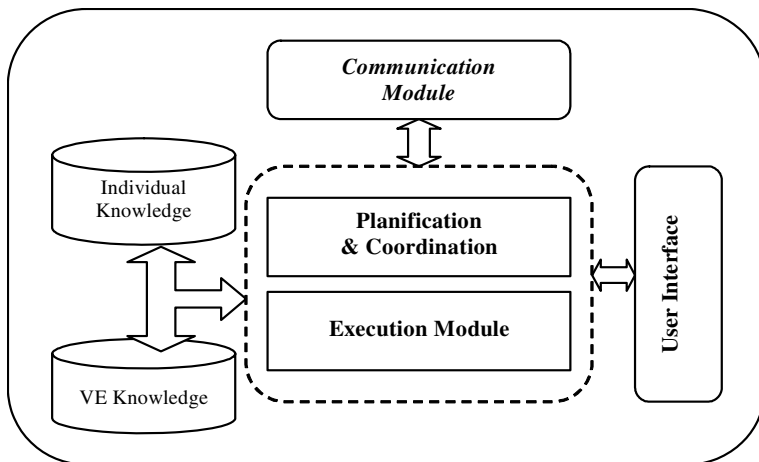 Communication
Module
Individual
Knowledge
Planification
& Coordination
Execution Module
VE Knowledge
User Interface